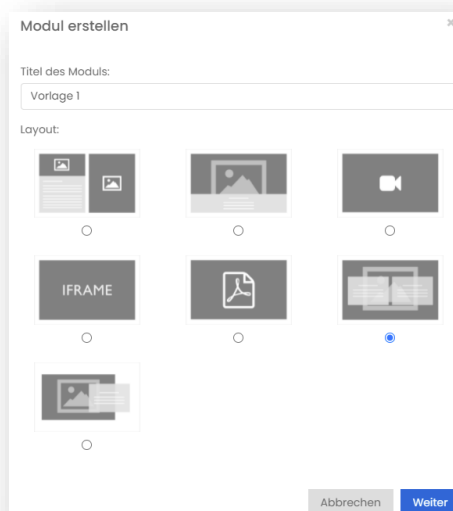 Modul erstellen
Titel des Moduls:
Vorlage 1
Layout:
IFRAME
Abbrechen
Weiter